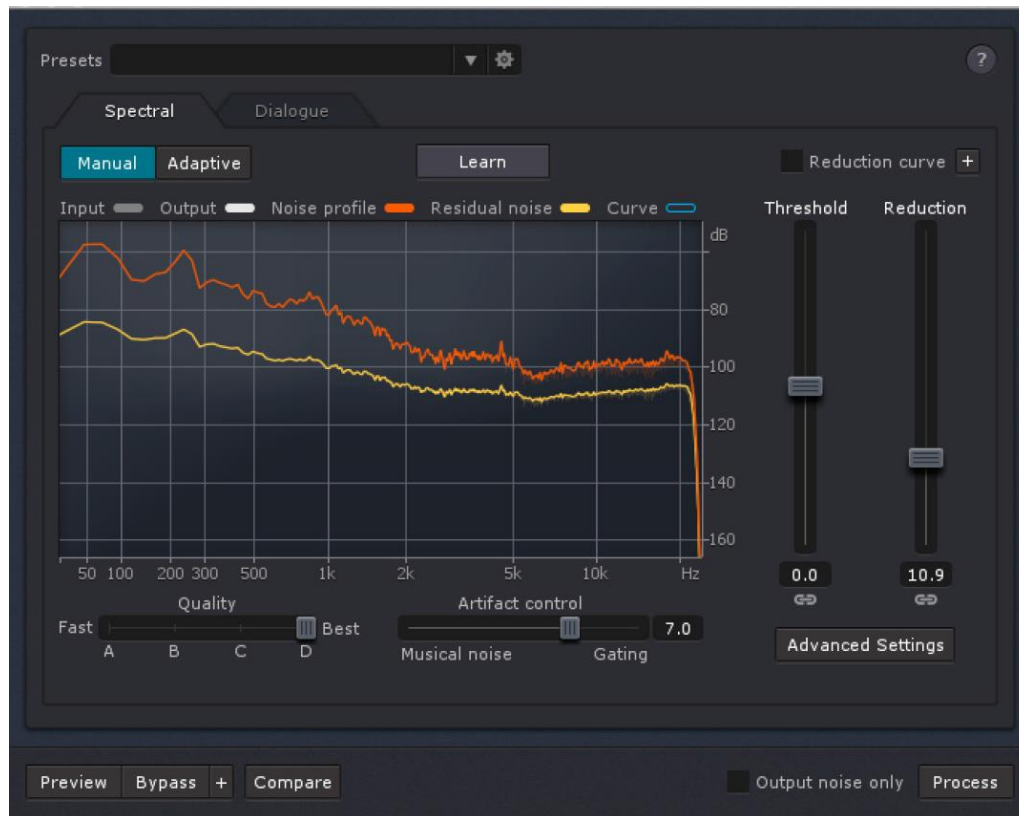 Presets
?
Spectral Dialogue
Manual Adaptive Learn Reduction curve +
Input Output Noise profile Residual noise Curve Threshold Reduction
dB
-80
-100
-120
-140
-160
50 100 200 300 500 1k 2k 5k 10k Hz
0.0 10.9
Quality Artifact control
Fast Best 7.0
A B C D Musical noise Gating
Advanced Settings
Preview Bypass + Compare Output noise only Process